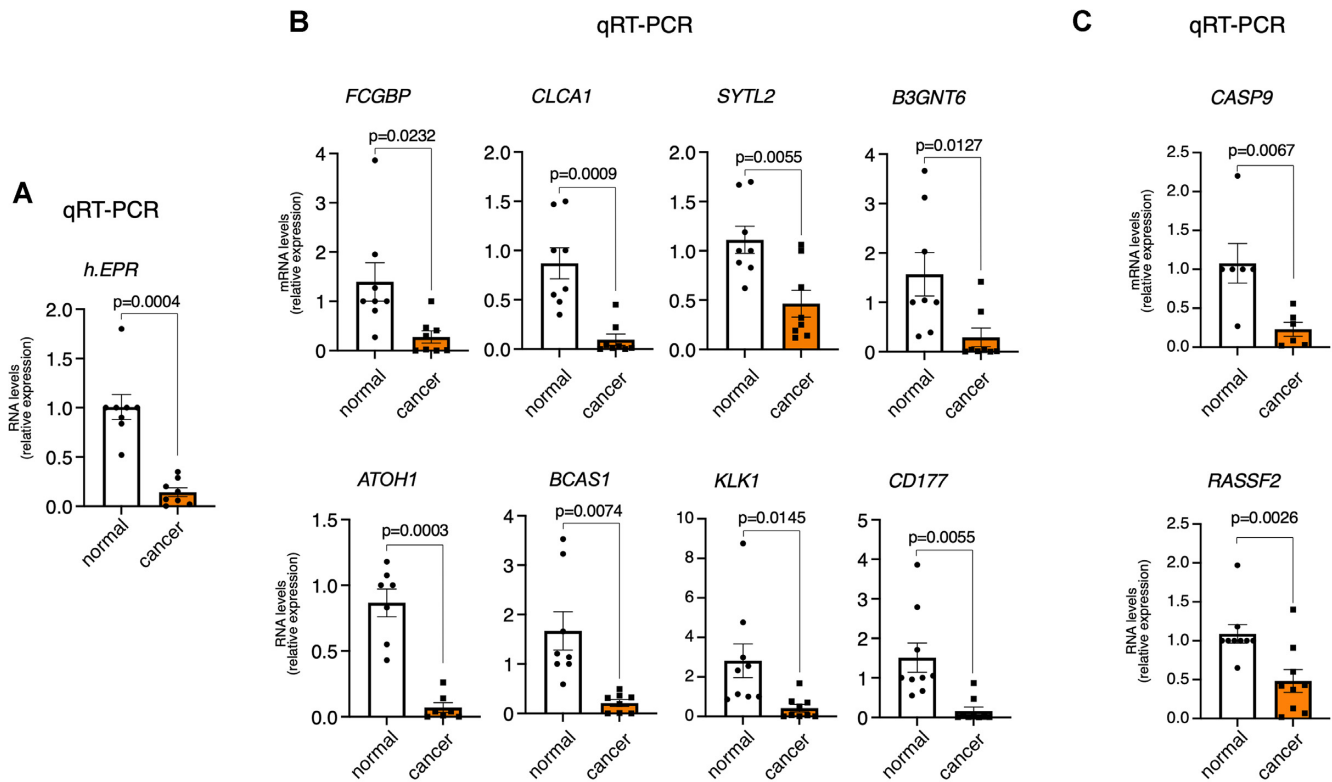 A
qRT-PCR
h.EPR
p=0.0004
RNA levels
(relative expression)
2.0
1.5
1.0
0.5
0.0
normal
cancer
B
qRT-PCR
FCGBP
p=0.0232
mRNA levels
(relative expression)
4
3
2
1
0
normal
cancer
CLCA1
p=0.0009
2.0
1.5
1.0
0.5
0.0
normal
cancer
SYTL2
p=0.0055
2.0
1.5
1.0
0.5
0.0
normal
cancer
B3GNT6
p=0.0127
4
3
2
1
0
normal
cancer
ATOH1
p=0.0003
RNA levels
(relative expression)
1.5
1.0
0.5
0.0
normal
cancer
BCAS1
p=0.0074
4
3
2
1
0
normal
cancer
KLK1
p=0.0145
10
8
6
4
2
0
normal
cancer
CD177
p=0.0055
5
4
3
2
1
0
normal
cancer
C
qRT-PCR
CASP9
p=0.0067
mRNA levels
(relative expression)
2.5
2.0
1.5
1.0
0.5
0.0
normal
cancer
RASSF2
p=0.0026
RNA levels
(relative expression)
2.5
2.0
1.5
1.0
0.5
0.0
normal
cancer